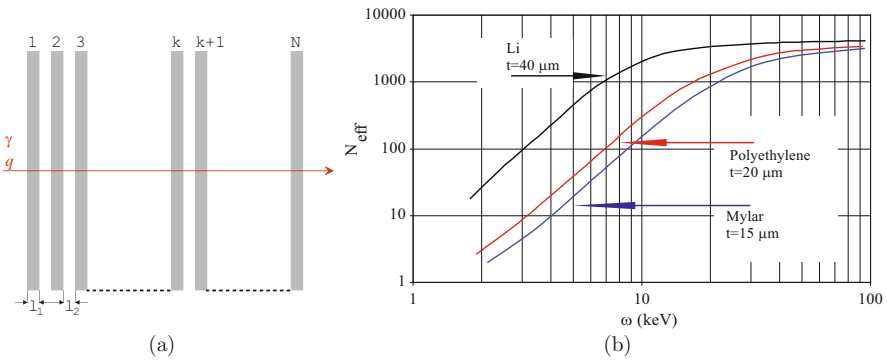 1 2 3 k k+1 N
γ
q
l₁ l₂
(a)
10000
1000
100
10
1
N_eff
Li
t=40 μm
Polyethylene
t=20 μm
Mylar
t=15 μm
1 10 100
ω (keV)
(b)